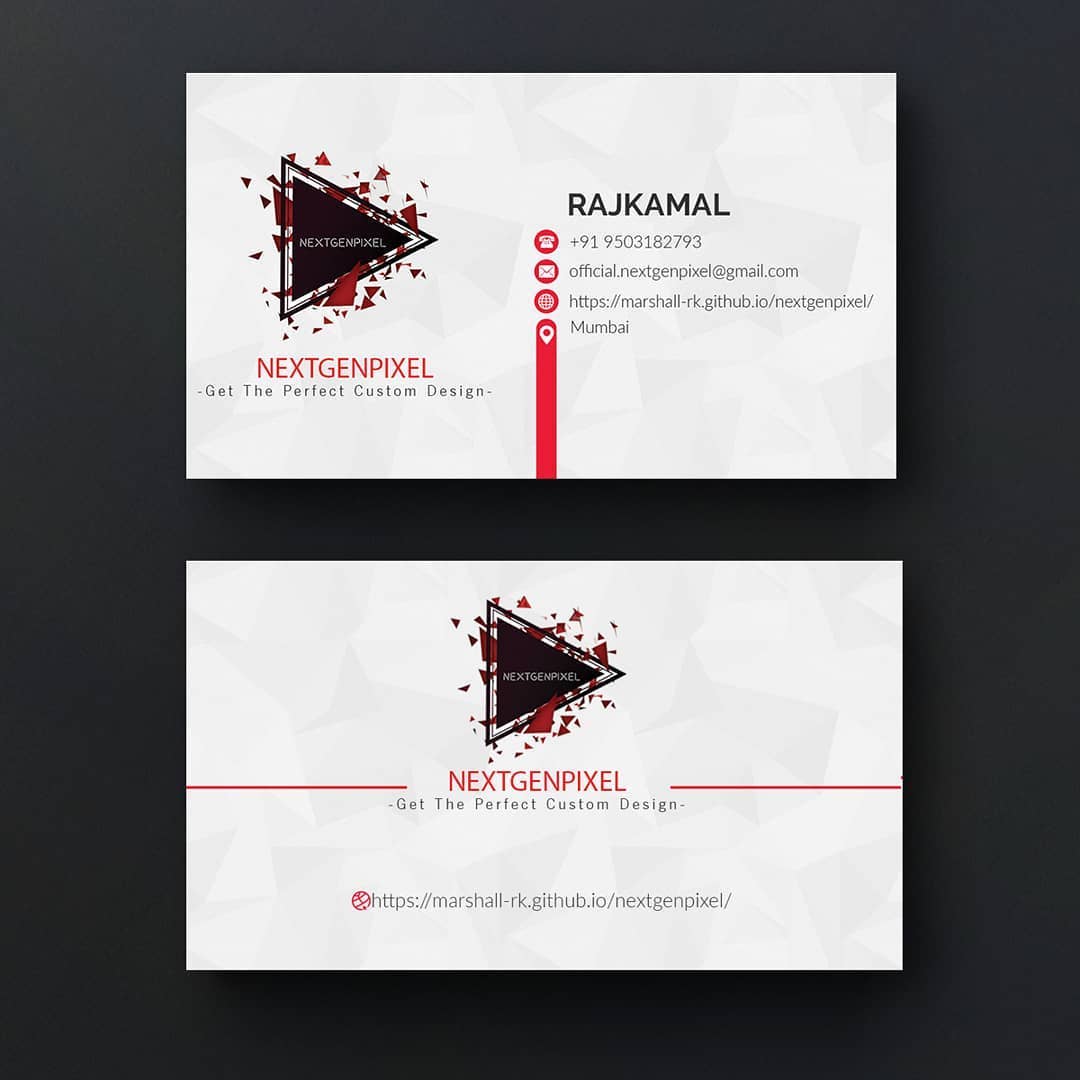 NEXTGENPIXEL
NEXTGENPIXEL
-Get The Perfect Custom Design-
RAJKAMAL
+91 9503182793
official.nextgenpixel@gmail.com
https://marshall-rk.github.io/nextgenpixel/
Mumbai
NEXTGENPIXEL
NEXTGENPIXEL
-Get The Perfect Custom Design-
https://marshall-rk.github.io/nextgenpixel/